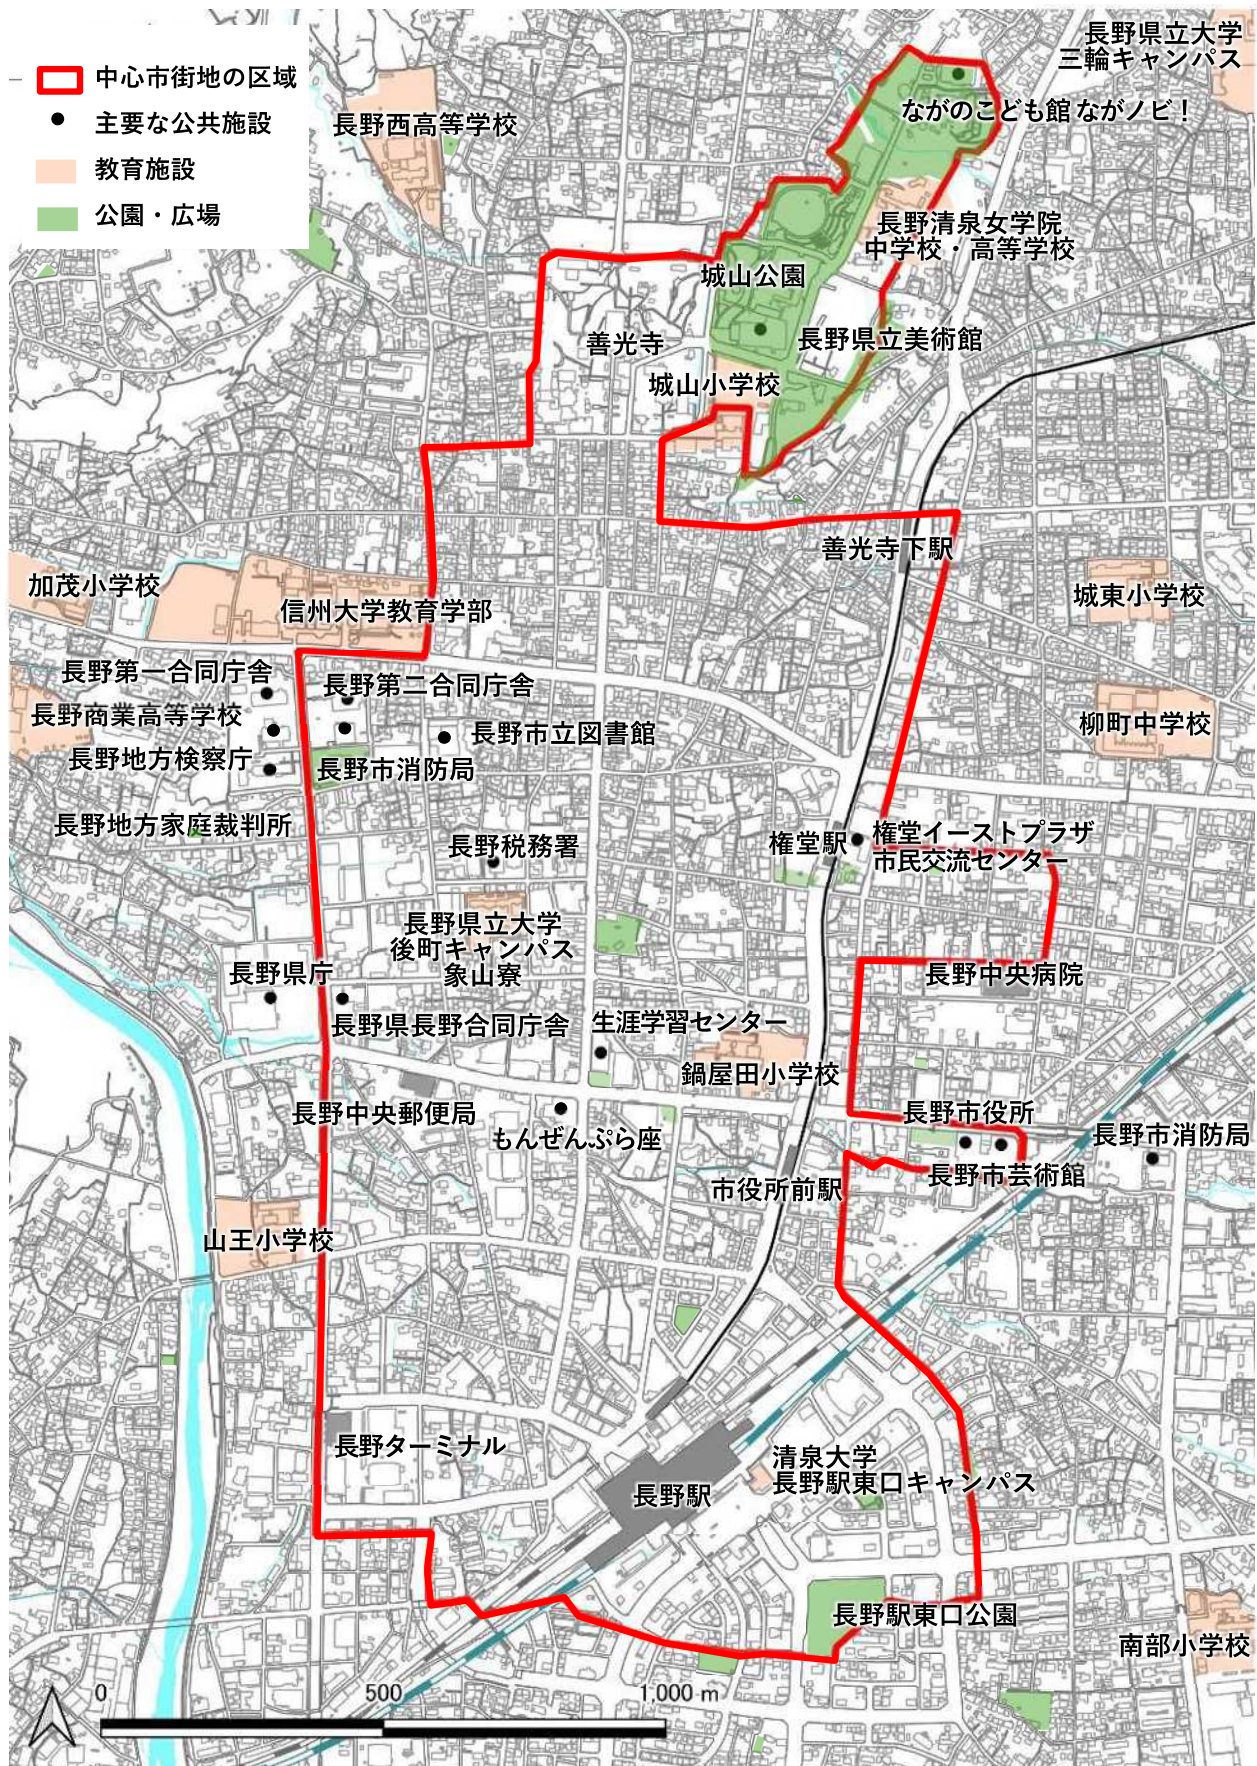 中心市街地の区域
主要な公共施設
教育施設
公園・広場
長野県立大学
三輪キャンパス
ながのこども館 ながノビ！
長野西高等学校
長野清泉女学院
中学校・高等学校
城山公園
善光寺
長野県立美術館
城山小学校
善光寺下駅
加茂小学校
信州大学教育学部
城東小学校
長野第一合同庁舎
長野第二合同庁舎
長野商業高等学校
長野市立図書館
柳町中学校
長野地方検察庁
長野市消防局
長野地方家庭裁判所
長野税務署
権堂駅
権堂イーストプラザ
市民交流センター
長野県立大学
後町キャンパス
象山寮
長野県庁
長野中央病院
長野県長野合同庁舎
生涯学習センター
鍋屋田小学校
長野中央郵便局
もんぜんぷら座
長野市役所
長野市消防局
市役所前駅
長野市芸術館
山王小学校
長野ターミナル
長野駅
清泉大学
長野駅東口キャンパス
長野駅東口公園
南部小学校
0
500
1,000 m